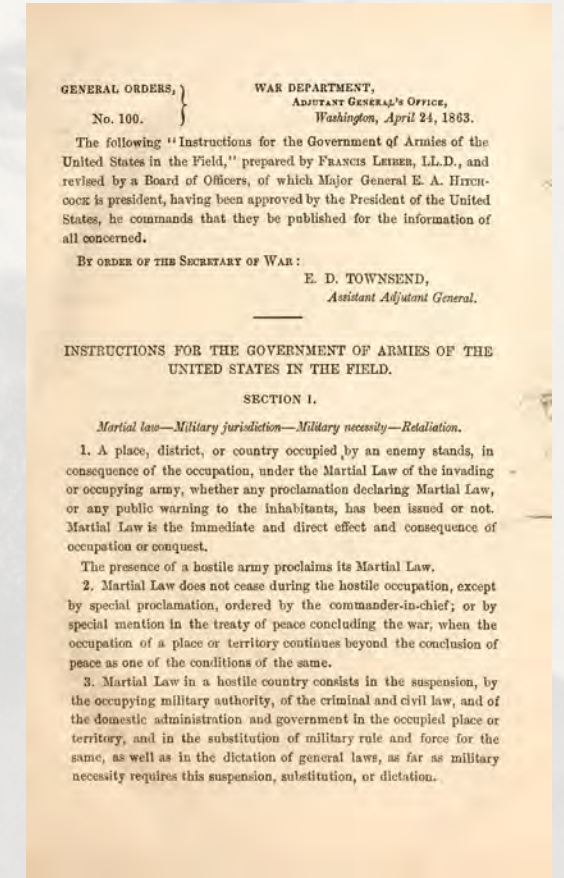 GENERAL ORDERS,
No. 100.
WAR DEPARTMENT,
ADJUTANT GENERAL'S OFFICE,
Washington, April 24, 1863.
The following "Instructions for the Government of Armies of the
United States in the Field," prepared by FRANCIS LEIBER, LL.D., and
revised by a Board of Officers, of which Major General E. A. HITCH-
COCK is president, having been approved by the President of the United
States, he commands that they be published for the information of
all concerned.
BY ORDER OF THE SECRETARY OF WAR:
E. D. TOWNSEND,
Assistant Adjutant General.
INSTRUCTIONS FOR THE GOVERNMENT OF ARMIES OF THE
UNITED STATES IN THE FIELD.
SECTION I.
Martial law—Military jurisdiction—Military necessity—Retaliation.
1. A place, district, or country occupied by an enemy stands, in
consequence of the occupation, under the Martial Law of the invading
or occupying army, whether any proclamation declaring Martial Law,
or any public warning to the inhabitants, has been issued or not.
Martial Law is the immediate and direct effect and consequence of
occupation or conquest.
The presence of a hostile army proclaims its Martial Law.
2. Martial Law does not cease during the hostile occupation, except
by special proclamation, ordered by the commander-in-chief; or by
special mention in the treaty of peace concluding the war, when the
occupation of a place or territory continues beyond the conclusion of
peace as one of the conditions of the same.
3. Martial Law in a hostile country consists in the suspension, by
the occupying military authority, of the criminal and civil law, and of
the domestic administration and government in the occupied place or
territory, and in the substitution of military rule and force for the
same, as well as in the dictation of general laws, as far as military
necessity requires this suspension, substitution, or dictation.